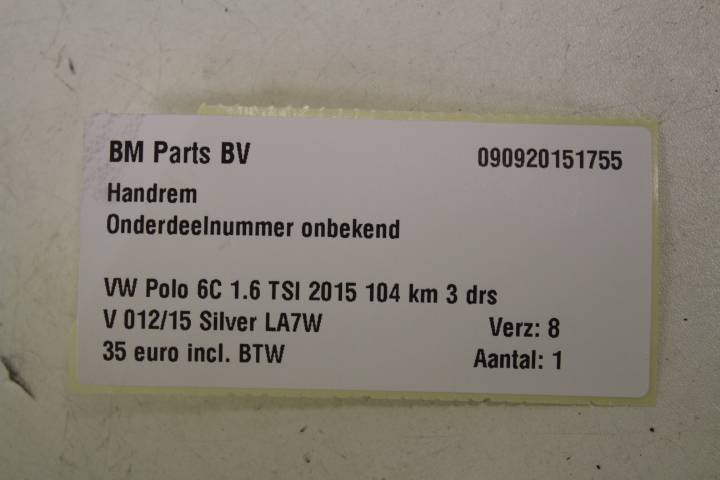 BM Parts BV 090920151755
Handrem
Onderdeelnummer onbekend
VW Polo 6C 1.6 TSI 2015 104 km 3 drs
V 012/15 Silver LA7W Verz: 8
35 euro incl. BTW Aantal: 1